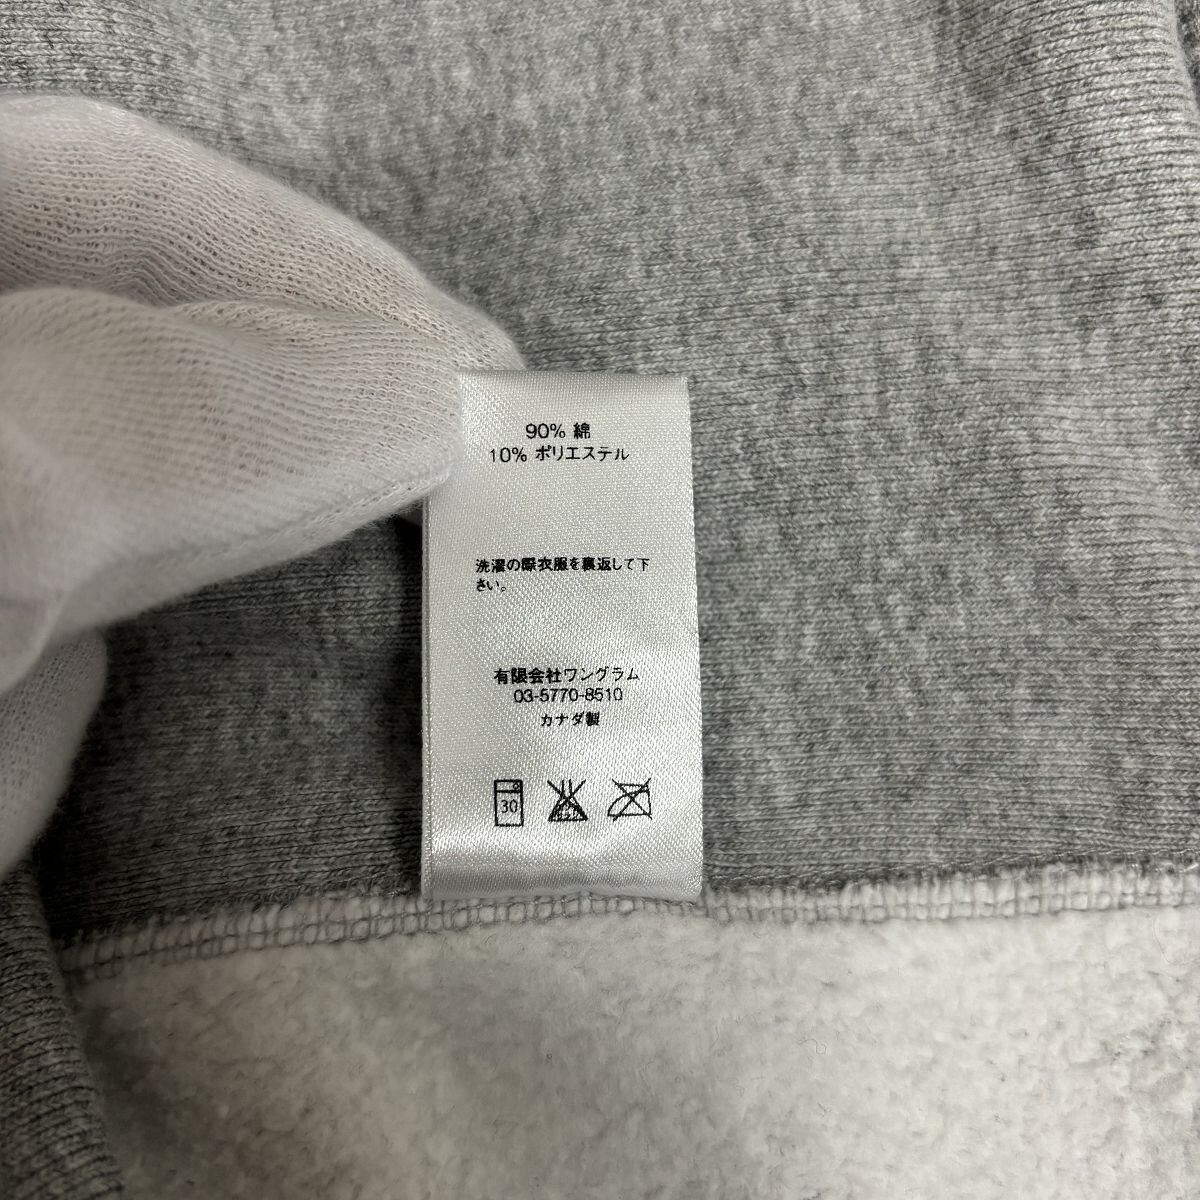 90% 綿
10% ポリエステル
洗濯の際衣服を裏返して下
さい。
有限会社ワングラム
03-5770-8510
カナダ製
30